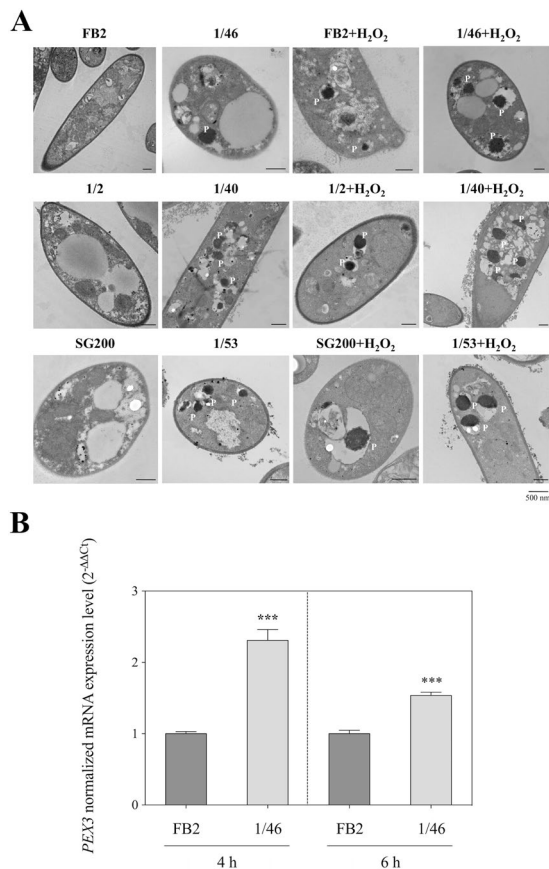 A
FB2 1/46 FB2+H₂O₂ 1/46+H₂O₂
P P P P P
P P
1/2 1/40 1/2+H₂O₂ 1/40+H₂O₂
P P P P P P
P P
SG200 1/53 SG200+H₂O₂ 1/53+H₂O₂
P P P P
500 nm
B
PEX3 normalized mRNA expression level (2^-ΔΔCt)
3
***
2
***
1
0
FB2 1/46 FB2 1/46
4 h 6 h